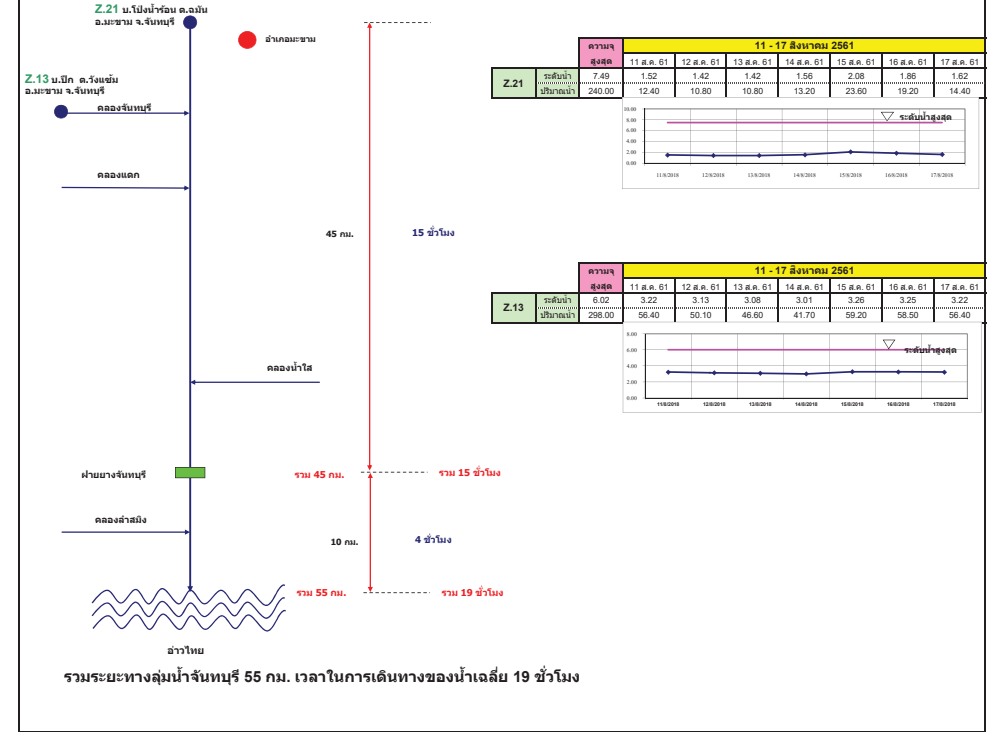 Z.21 บ.โป่งน้ำร้อน ต.ฉมัน
อ.มะขาม จ.จันทบุรี
อำเภอมะขาม
Z.13 บ.ปึก ต.วังแซ้ม
อ.มะขาม จ.จันทบุรี
คลองจันทบุรี
คลองแตก
45 กม. 15 ชั่วโมง
คลองน้ำใส
ฝายยางจันทบุรี รวม 45 กม. รวม 15 ชั่วโมง
คลองลำสมิง
10 กม. 4 ชั่วโมง
รวม 55 กม. รวม 19 ชั่วโมง
อ่าวไทย
รวมระยะทางลุ่มน้ำจันทบุรี 55 กม. เวลาในการเดินทางของน้ำเฉลี่ย 19 ชั่วโมง
ความจุ 11 - 17 สิงหาคม 2561
สูงสุด 11 ส.ค. 61 12 ส.ค. 61 13 ส.ค. 61 14 ส.ค. 61 15 ส.ค. 61 16 ส.ค. 61 17 ส.ค. 61
Z.21 ระดับน้ำ 7.49 1.52 1.42 1.42 1.56 2.08 1.86 1.62
ปริมาณน้ำ 240.00 12.40 10.80 10.80 13.20 23.60 19.20 14.40
10.00
8.00
6.00
4.00
2.00
0.00
ระดับน้ำสูงสุด
11/8/2018 12/8/2018 13/8/2018 14/8/2018 15/8/2018 16/8/2018 17/8/2018
ความจุ 11 - 17 สิงหาคม 2561
สูงสุด 11 ส.ค. 61 12 ส.ค. 61 13 ส.ค. 61 14 ส.ค. 61 15 ส.ค. 61 16 ส.ค. 61 17 ส.ค. 61
Z.13 ระดับน้ำ 6.02 3.22 3.13 3.08 3.01 3.26 3.25 3.22
ปริมาณน้ำ 298.00 56.40 50.10 46.60 41.70 59.20 58.50 56.40
8.00
6.00
4.00
2.00
0.00
ระดับน้ำสูงสุด
11/8/2018 12/8/2018 13/8/2018 14/8/2018 15/8/2018 16/8/2018 17/8/2018